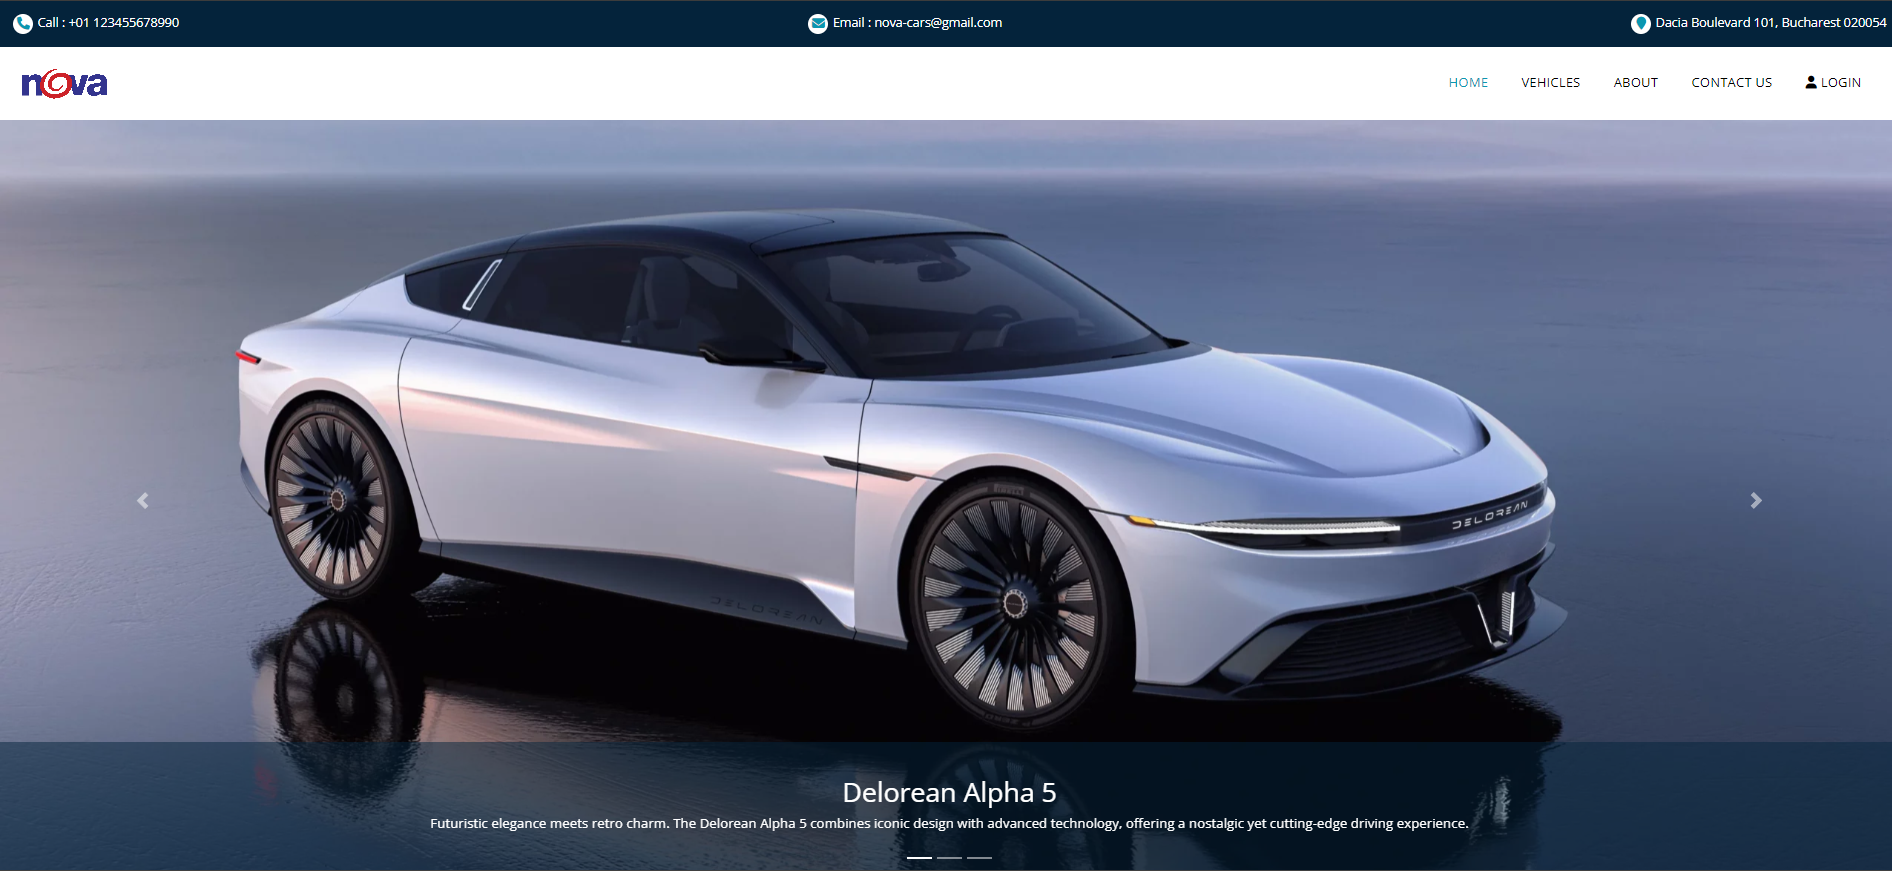 Call : +01 123455678990
Email : nova-cars@gmail.com
Dacia Boulevard 101, Bucharest 020054
nova
HOME
VEHICLES
ABOUT
CONTACT US
LOGIN
DELOREAN
DELOREAN
Delorean Alpha 5
Futuristic elegance meets retro charm. The Delorean Alpha 5 combines iconic design with advanced technology, offering a nostalgic yet cutting-edge driving experience.